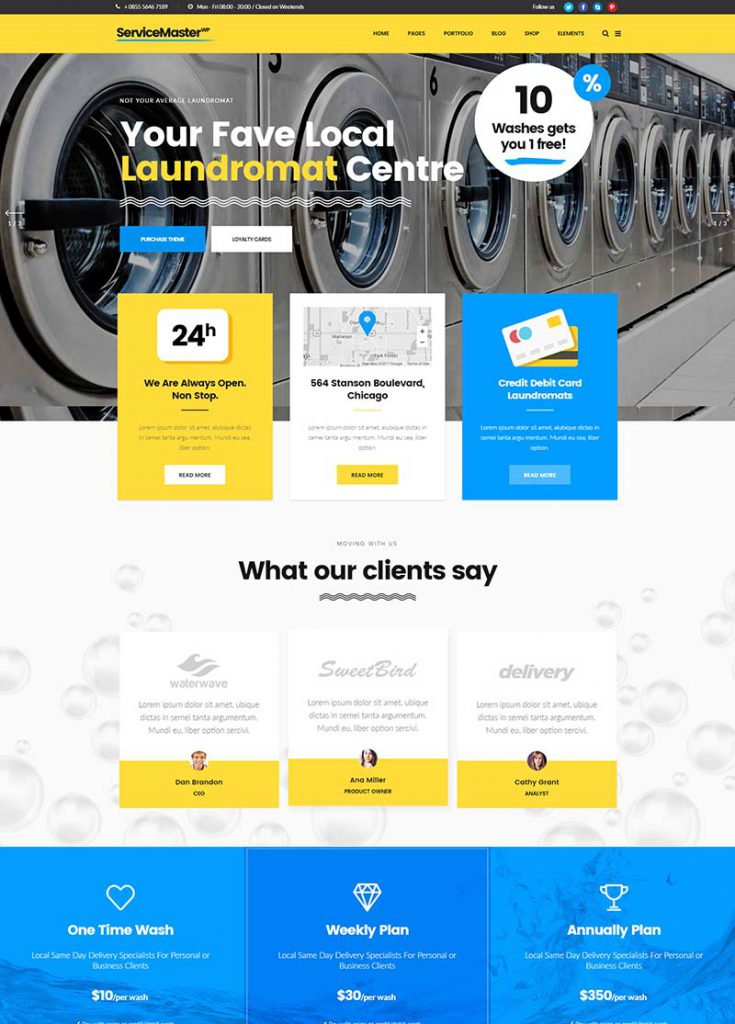 + 0855 5646 7189
Mon - Fri 08:00 - 20:00 / Closed on Weekends
Follow us
ServiceMaster WP
HOME
PAGES
PORTFOLIO
BLOG
SHOP
ELEMENTS
NOT YOUR AVERAGE LAUNDROMAT
Your Fave Local
Laundromat Centre
10
%
Washes gets
you 1 free!
1 / 3
1 / 3
PURCHASE THEME
LOYALTY CARDS
24h
We Are Always Open.
Non Stop.
Lorem ipsum dolor sit amet, aliquip dictas
in semei tanta argu mentum. Mundi eu sea,
liber option.
READ MORE
564 Stanson Boulevard,
Chicago
Lorem ipsum dolor sit amet, aliquip dictas
in semei tanta argumentum. Mundi eu sea,
liber option.
READ MORE
Credit Debit Card
Laundromats
Lorem ipsum dolor sit amet, aliquip dictas
in semei tanta argumentum. Mundi eu sea,
liber option.
READ MORE
MOVING WITH US
What our clients say
waterwave
Lorem ipsum dolor sit amet, ubique
dictas in semei tanta argumentum.
Mundi eu, liber option sercivi.
Dan Brandon
CEO
SweetBird
Lorem ipsum dolor sit amet, ubique
dictas in semei tanta argumentum.
Mundi eu, liber option sercivi.
Ana Miller
PRODUCT OWNER
delivery
Lorem ipsum dolor sit amet, ubique
dictas in semei tanta argumentum.
Mundi eu, liber option sercivi.
Cathy Grant
ANALYST
One Time Wash
Local Same Day Delivery Specialists For Personal or
Business Clients
$10/per wash
Weekly Plan
Local Same Day Delivery Specialists For Personal or
Business Clients
$30/per wash
Annually Plan
Local Same Day Delivery Specialists For Personal or
Business Clients
$350/per wash